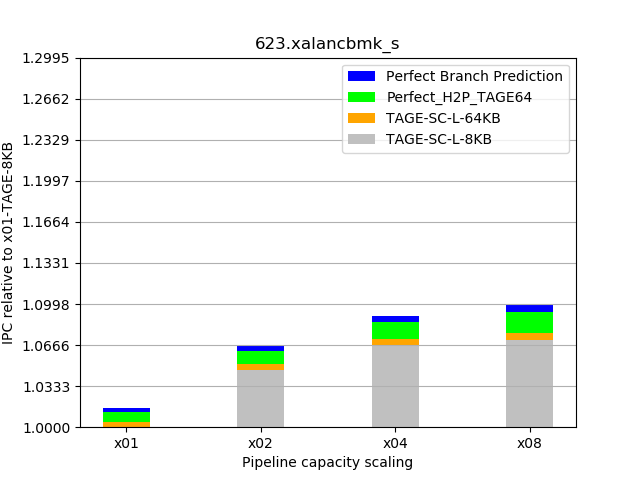 623.xalancbmk_s
Perfect Branch Prediction
Perfect_H2P_TAGE64
TAGE-SC-L-64KB
TAGE-SC-L-8KB
IPC relative to x01-TAGE-8KB
1.2995
1.2662
1.2329
1.1997
1.1664
1.1331
1.0998
1.0666
1.0333
1.0000
x01 x02 x04 x08
Pipeline capacity scaling